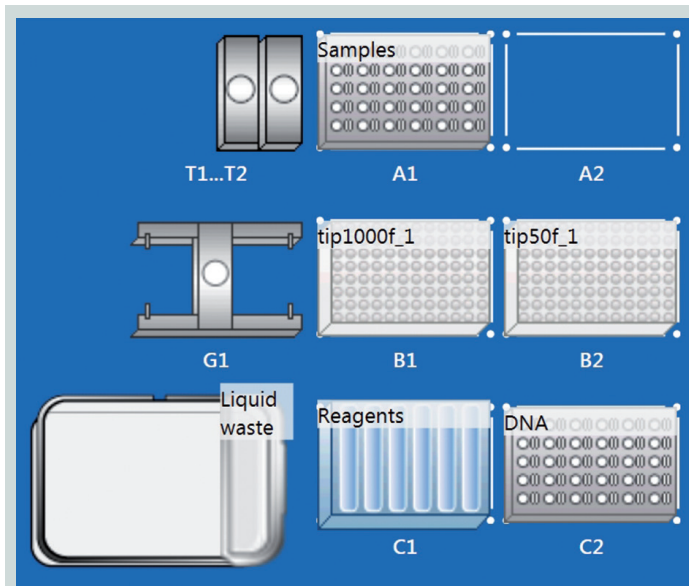 Samples
T1...T2
A1
A2
tip1000f_1
tip50f_1
G1
B1
B2
Liquid
waste
Reagents
DNA
C1
C2